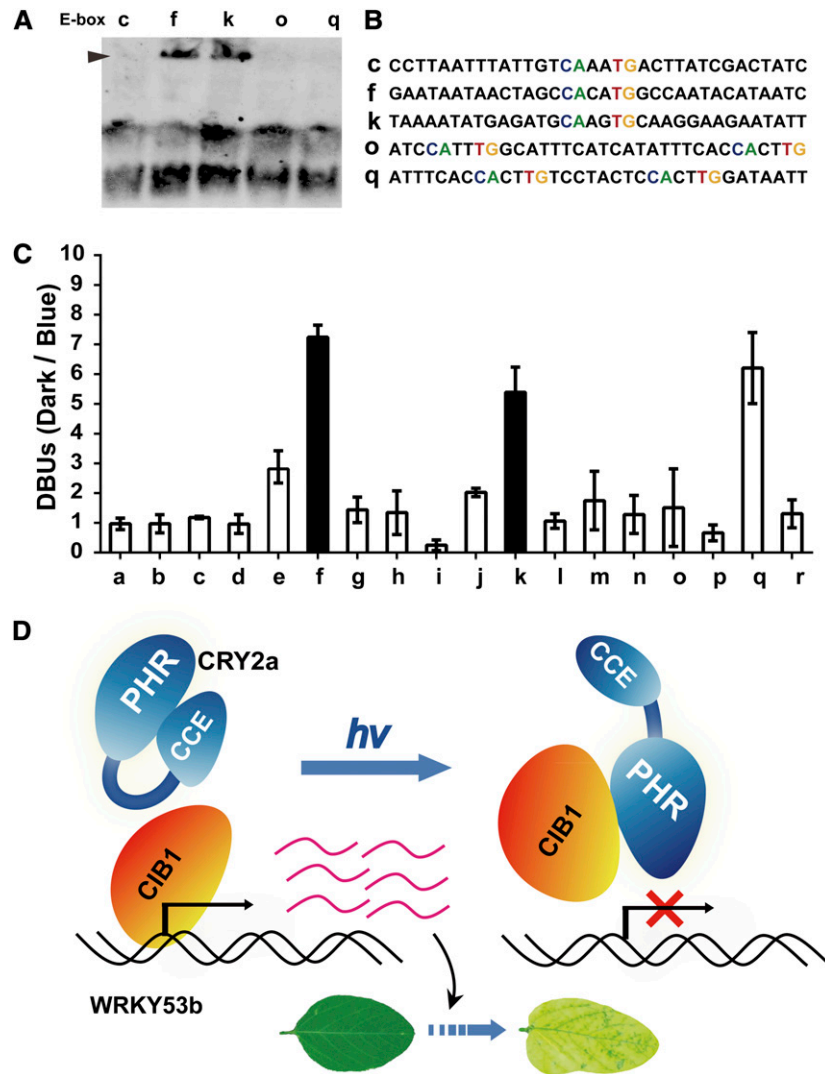 A
E-box c f k o q
B
c CCTTAATTTATTGTCAAATGACTTATCGACTATC
f GAATAATAACTAGCCACATGGCCAATACATAATC
k TAAAATATGAGATGCAAGTGCAAGGAAGAATATT
o ATCCATTTGGCATTTCATCATATTTCACCACTTG
q ATTTCACCACTTGTCCTACTCCACTTGGATAATT
C
DBUs (Dark / Blue)
10
9
8
7
6
5
4
3
2
1
0
a b c d e f g h i j k l m n o p q r
D
PHR
CRY2a
CCE
CIB1
hv
CCE
PHR
CIB1
WRKY53b